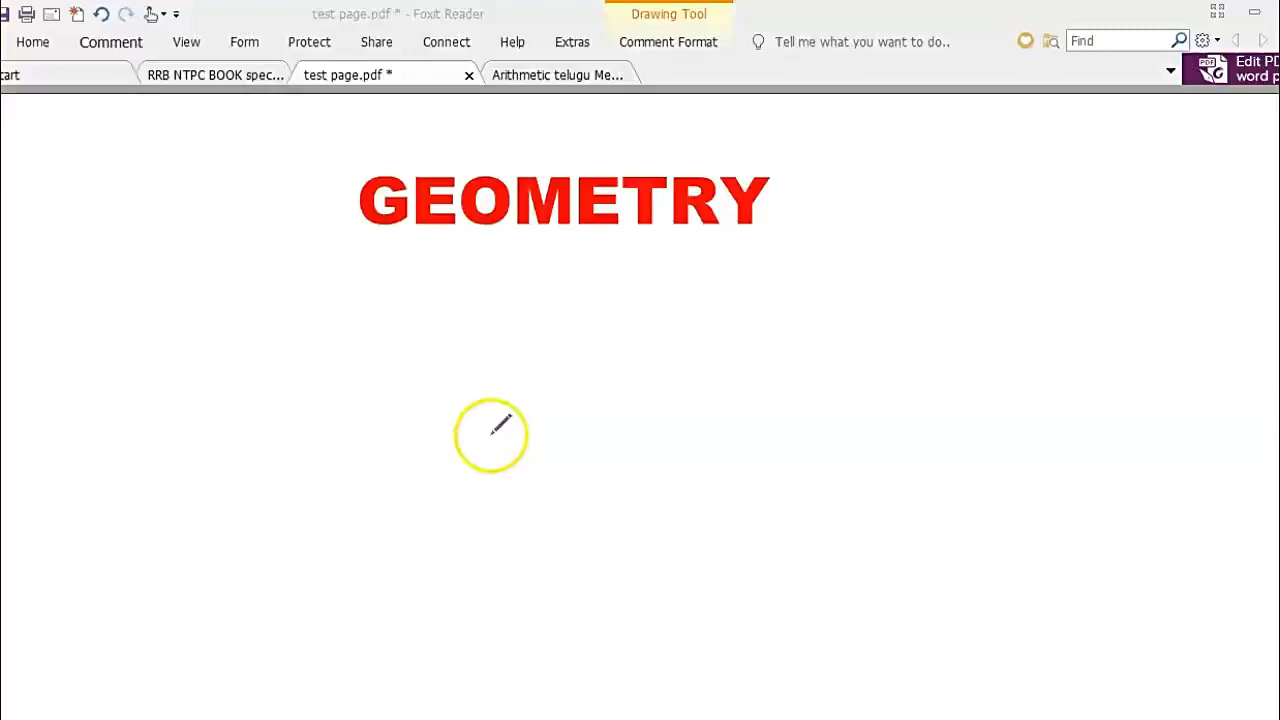 test page.pdf * - Foxit Reader
Drawing Tool
Home Comment View Form Protect Share Connect Help Extras Comment Format Tell me what you want to do.. Find
art RRB NTPC BOOK spec... test page.pdf * Arithmetic telugu Me... PDF Edit PD
word p
GEOMETRY